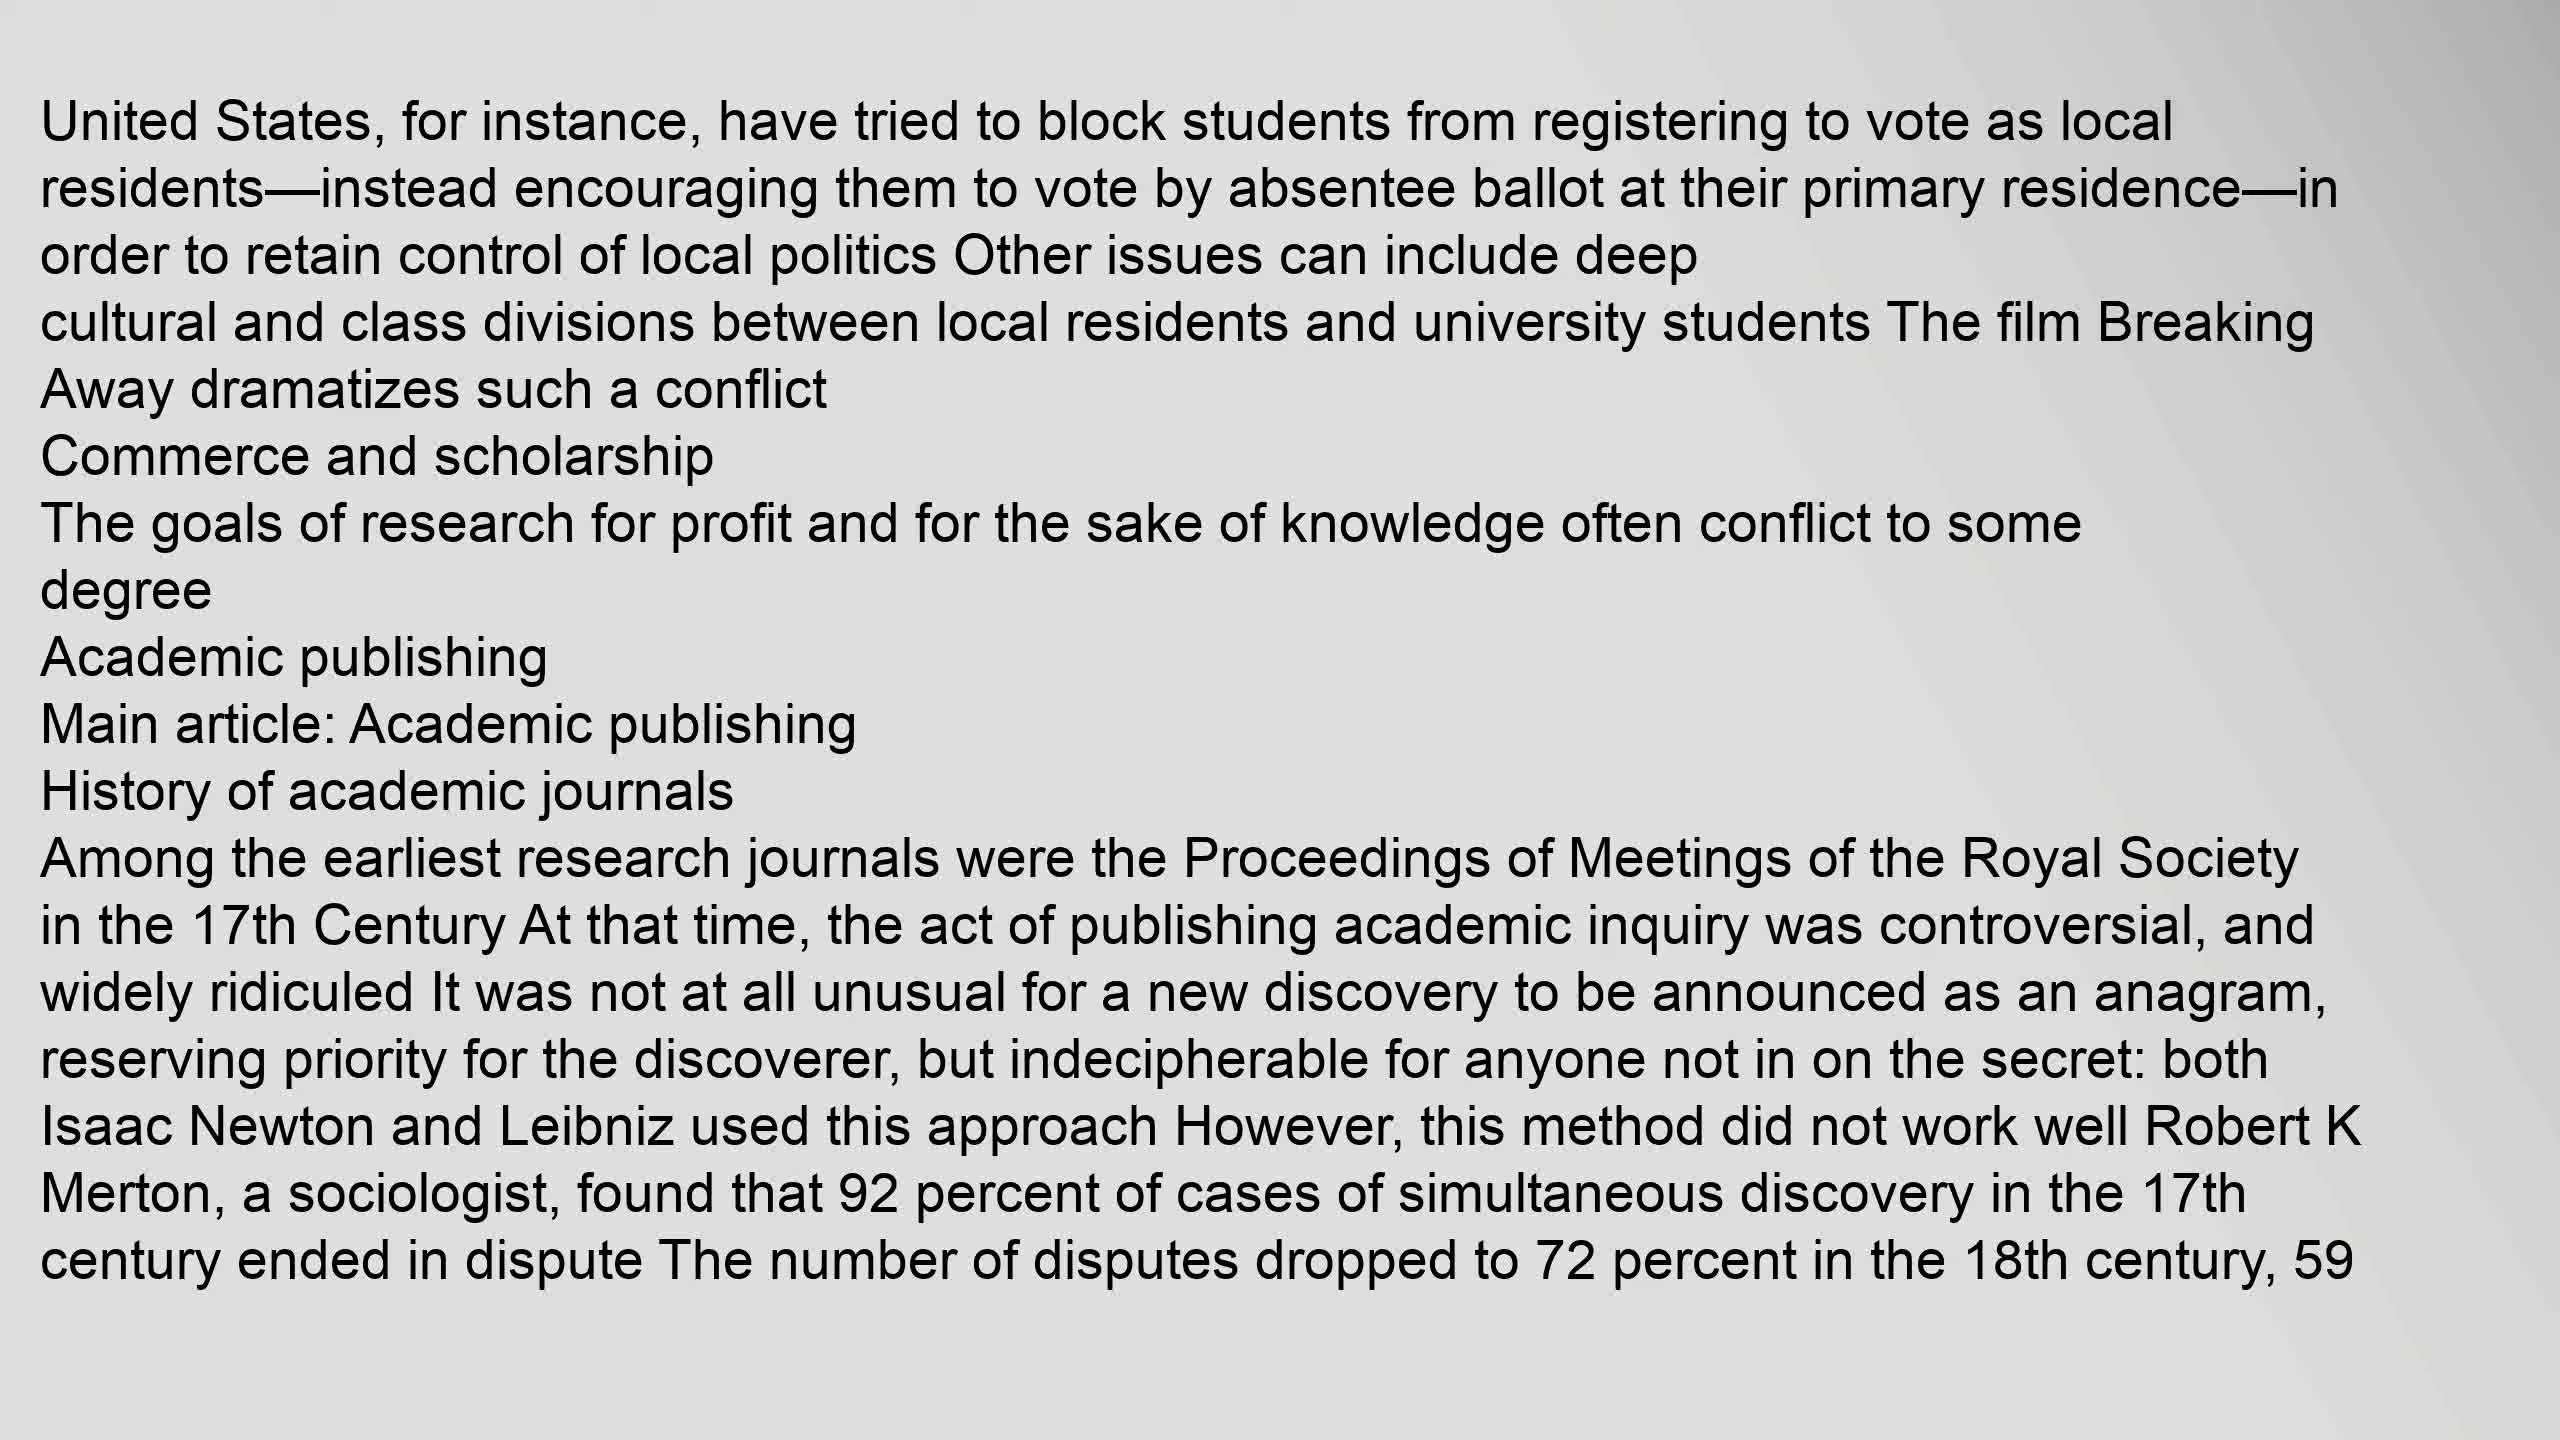 United States, for instance, have tried to block students from registering to vote as local
residents—instead encouraging them to vote by absentee ballot at their primary residence—in
order to retain control of local politics Other issues can include deep
cultural and class divisions between local residents and university students The film Breaking
Away dramatizes such a conflict
Commerce and scholarship
The goals of research for profit and for the sake of knowledge often conflict to some
degree
Academic publishing
Main article: Academic publishing
History of academic journals
Among the earliest research journals were the Proceedings of Meetings of the Royal Society
in the 17th Century At that time, the act of publishing academic inquiry was controversial, and
widely ridiculed It was not at all unusual for a new discovery to be announced as an anagram,
reserving priority for the discoverer, but indecipherable for anyone not in on the secret: both
Isaac Newton and Leibniz used this approach However, this method did not work well Robert K
Merton, a sociologist, found that 92 percent of cases of simultaneous discovery in the 17th
century ended in dispute The number of disputes dropped to 72 percent in the 18th century, 59